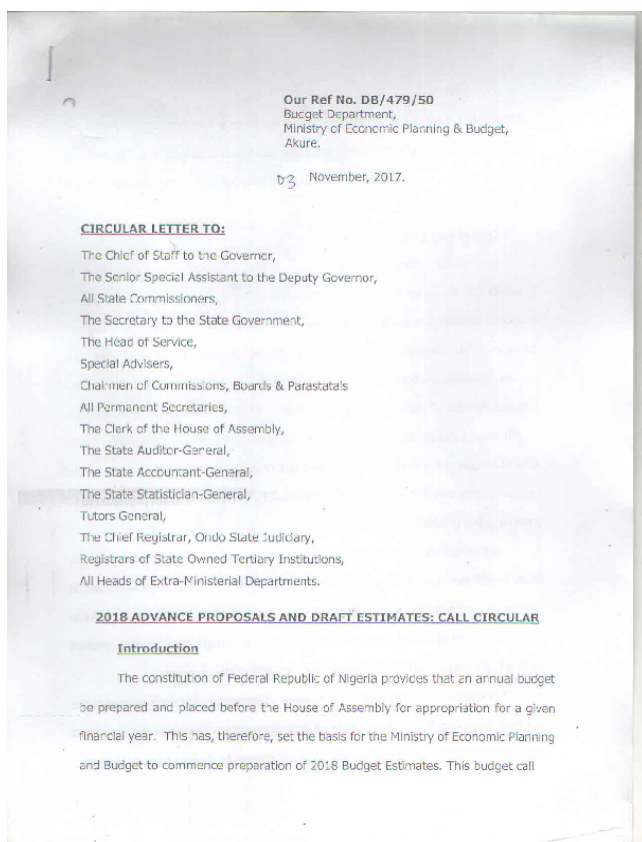 Our Ref No. DB/479/50
Budget Department,
Ministry of Economic Planning & Budget,
Akure.
03 November, 2017.
CIRCULAR LETTER TO:
The Chief of Staff to the Governor,
The Senior Special Assistant to the Deputy Governor,
All State Commissioners,
The Secretary to the State Government,
The Head of Service,
Special Advisers,
Chairmen of Commissions, Boards & Parastatals
All Permanent Secretaries,
The Clerk of the House of Assembly,
The State Auditor-General,
The State Accountant-General,
The State Statistician-General,
Tutors General,
The Chief Registrar, Ondo State Judiciary,
Registrars of State Owned Tertiary Institutions,
All Heads of Extra-Ministerial Departments.
2018 ADVANCE PROPOSALS AND DRAFT ESTIMATES: CALL CIRCULAR
Introduction
The constitution of Federal Republic of Nigeria provides that an annual budget
be prepared and placed before the House of Assembly for appropriation for a given
financial year. This has, therefore, set the basis for the Ministry of Economic Planning
and Budget to commence preparation of 2018 Budget Estimates. This budget call